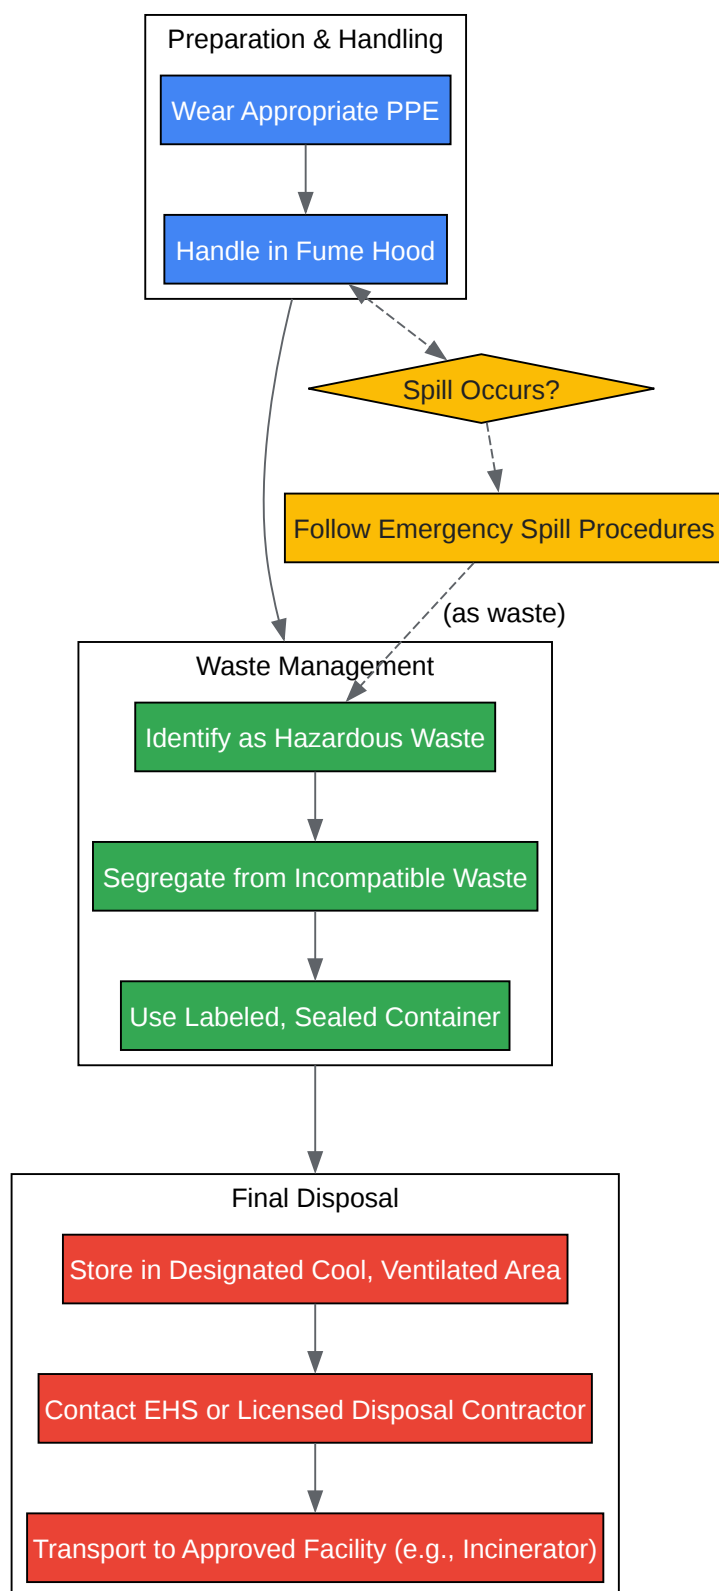 Preparation & Handling
Wear Appropriate PPE
Handle in Fume Hood
Spill Occurs?
Follow Emergency Spill Procedures
(as waste)
Waste Management
Identify as Hazardous Waste
Segregate from Incompatible Waste
Use Labeled, Sealed Container
Final Disposal
Store in Designated Cool, Ventilated Area
Contact EHS or Licensed Disposal Contractor
Transport to Approved Facility (e.g., Incinerator)